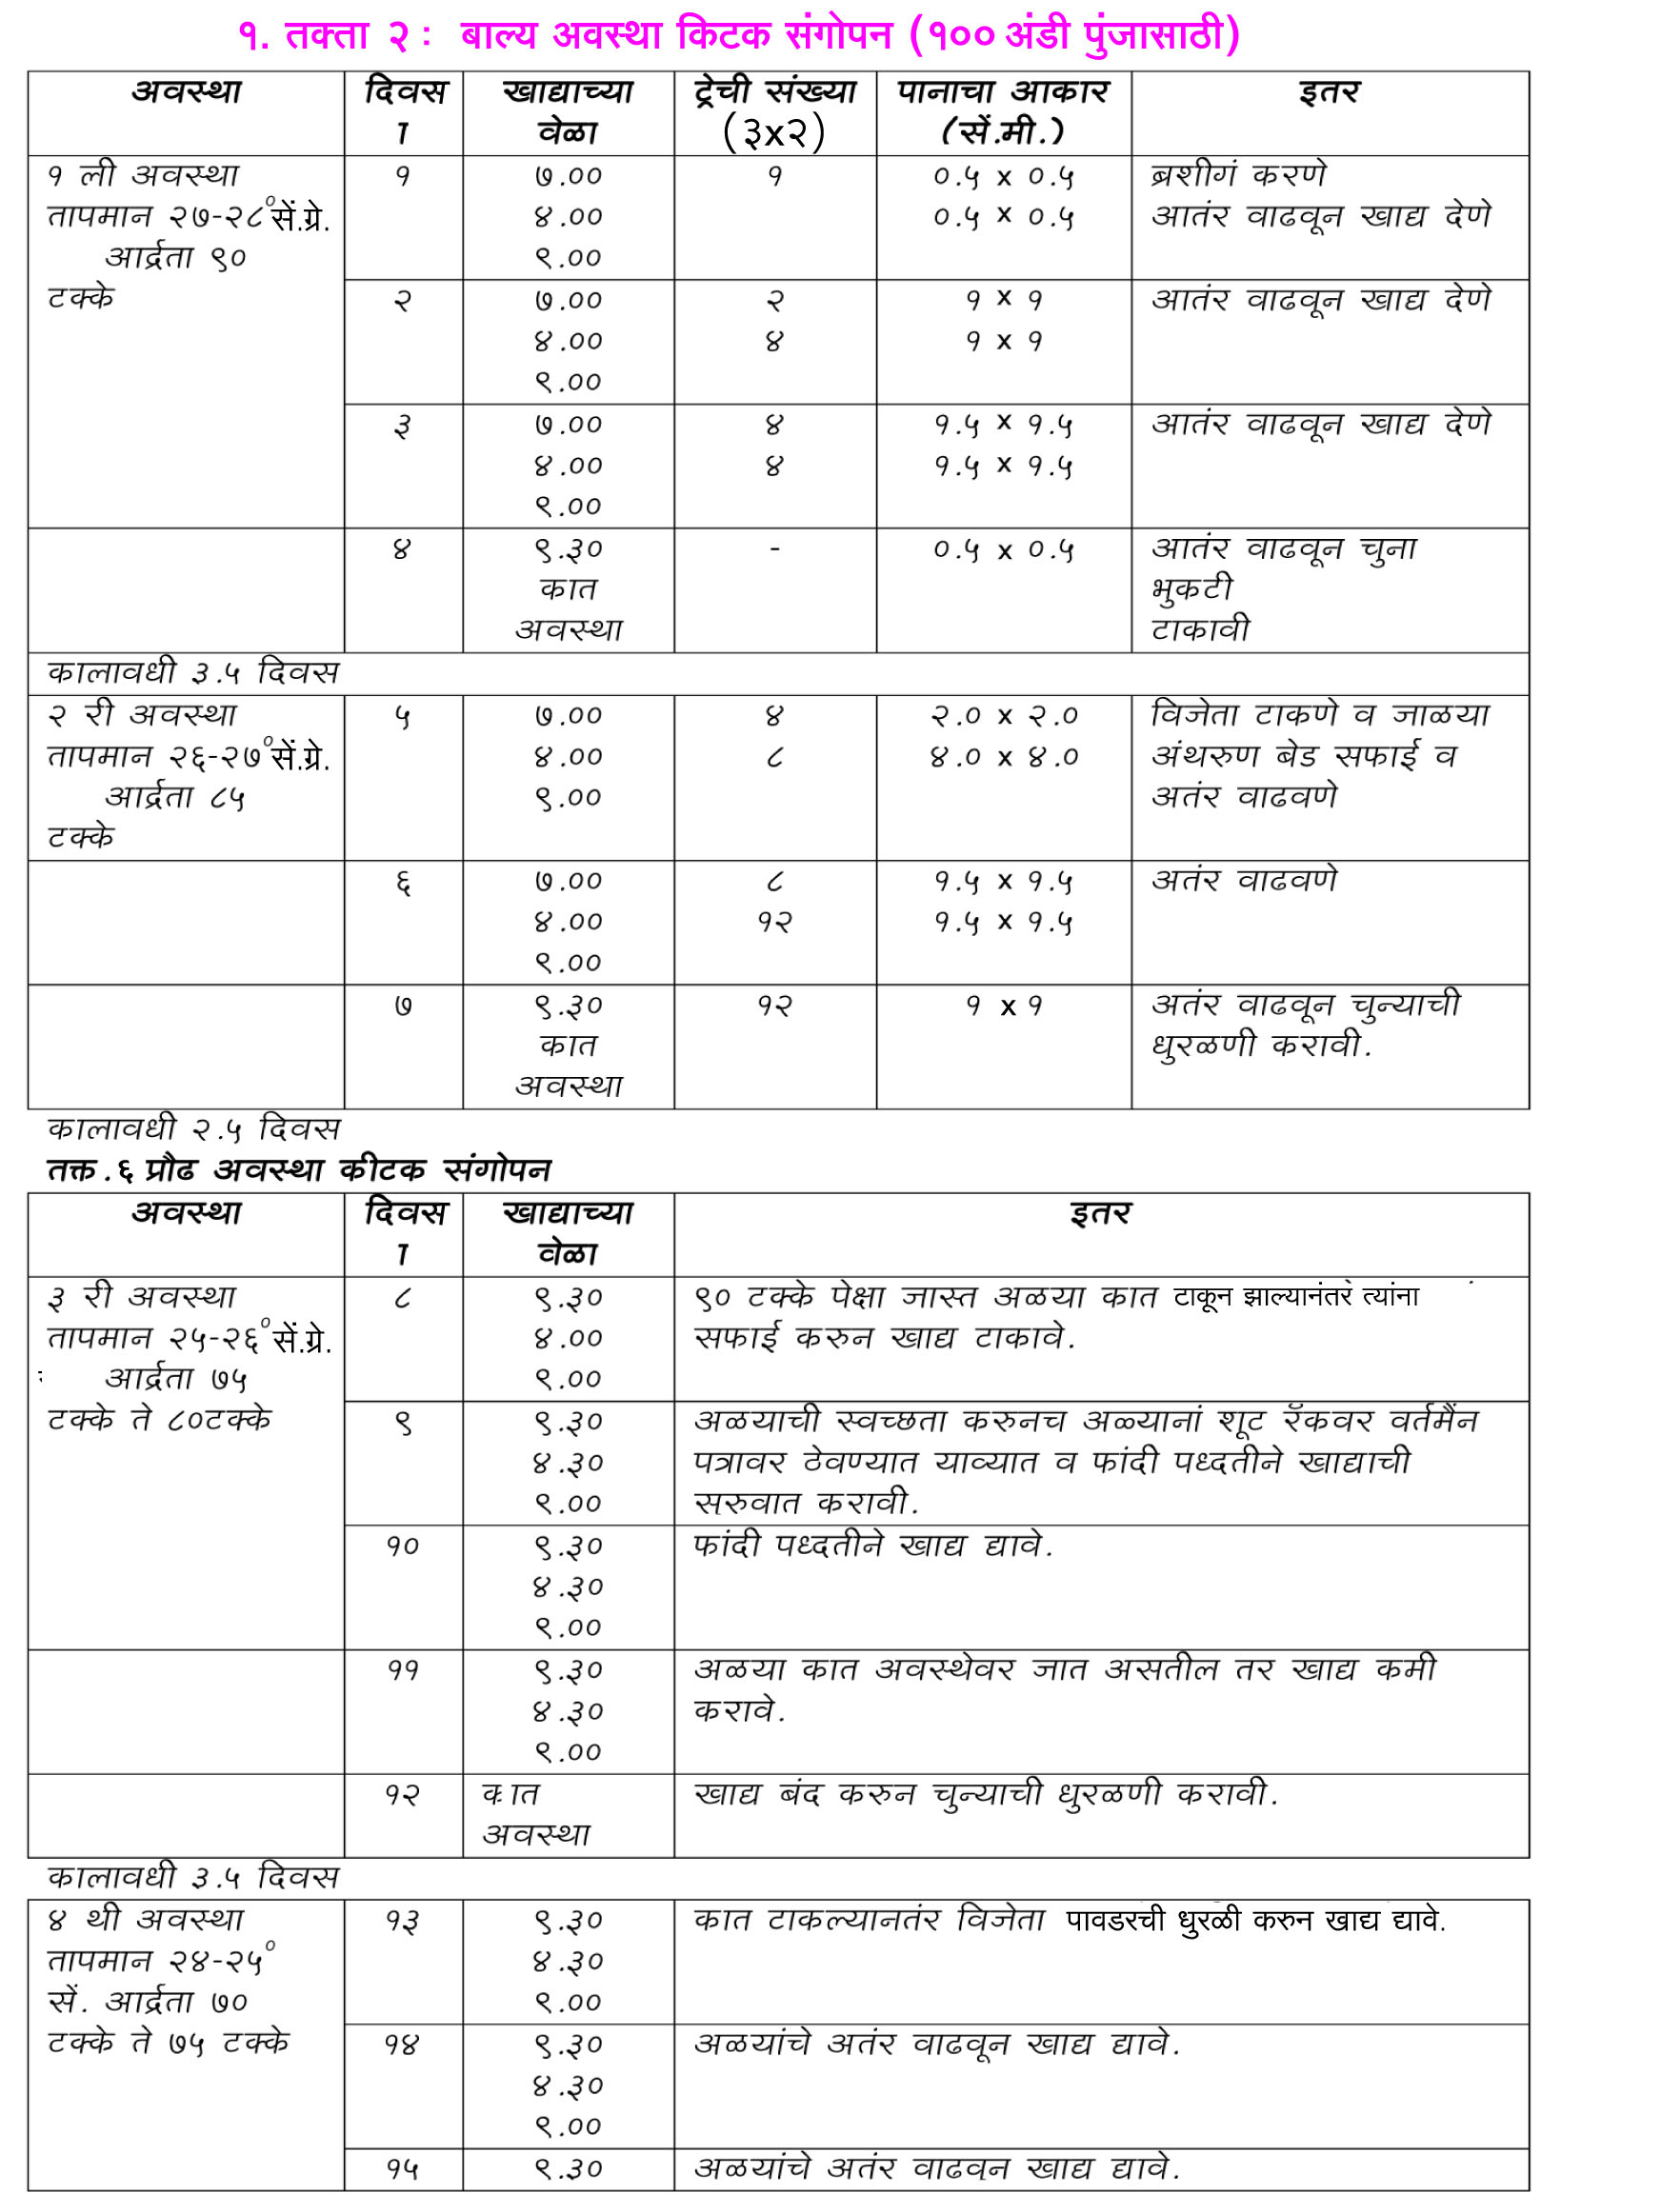 १. तक्ता २ : बाल्य अवस्था किटक संगोपन (१०० अंडी पुंजासाठी)
अवस्था दिवस खाद्याच्या ट्रेची संख्या पानाचा आकार इतर
ा वेळा (३x२) (सें.मी.)
१ ली अवस्था १ ७.०० १ ०.५ x ०.५ ब्रशीगं करणे
तापमान २७-२८°सें.ग्रे. ४.०० ०.५ x ०.५ आतंर वाढवून खाद्य देणे
आर्द्रता ९० ९.००
टक्के २ ७.०० २ १ x १ आतंर वाढवून खाद्य देणे
४.०० ४ १ x १
९.००
३ ७.०० ४ १.५ x १.५ आतंर वाढवून खाद्य देणे
४.०० ४ १.५ x १.५
९.००
४ ९.३० - ०.५ x ०.५ आतंर वाढवून चुना
कात भुकटी
अवस्था टाकावी
कालावधी ३.५ दिवस
२ री अवस्था ५ ७.०० ४ २.० x २.० विजेता टाकणे व जाळया
तापमान २६-२७°सें.ग्रे. ४.०० ८ ४.० x ४.० अंथरुण बेड सफाई व
आर्द्रता ८५ ९.०० अतंर वाढवणे
टक्के
६ ७.०० ८ १.५ x १.५ अतंर वाढवणे
४.०० १२ १.५ x १.५
९.००
७ ९.३० १२ १ x १ अतंर वाढवून चुन्याची
कात धुरळणी करावी.
अवस्था
कालावधी २.५ दिवस
तक्त.६ प्रौढ अवस्था कीटक संगोपन
अवस्था दिवस खाद्याच्या इतर
ा वेळा
३ री अवस्था ८ ९.३० ९० टक्के पेक्षा जास्त अळया कात टाकून झाल्यानंतर त्यांना
तापमान २५-२६°सें.ग्रे. ४.०० सफाई करुन खाद्य टाकावे.
आर्द्रता ७५ ९.००
टक्के ते ८०टक्के ९ ९.३० अळयाची स्वच्छता करुनच अळ्यानां शूट रॅकवर वर्तमैंन
४.३० पत्रावर ठेवण्यात याव्यात व फांदी पध्दतीने खाद्याची
९.०० सुरुवात करावी.
१० ९.३० फांदी पध्दतीने खाद्य द्यावे.
४.३०
९.००
११ ९.३० अळया कात अवस्थेवर जात असतील तर खाद्य कमी
४.३० करावे.
९.००
१२ कात खाद्य बंद करुन चुन्याची धुरळणी करावी.
अवस्था
कालावधी ३.५ दिवस
४ थी अवस्था १३ ९.३० कात टाकल्यानतंर विजेता पावडरची धुरळी करुन खाद्य द्यावे.
तापमान २४-२५° ४.३०
सें. आर्द्रता ७० ९.००
टक्के ते ७५ टक्के १४ ९.३० अळयांचे अतंर वाढवून खाद्य द्यावे.
४.३०
९.००
१५ ९.३० अळयांचे अतंर वाढवून खाद्य द्यावे.